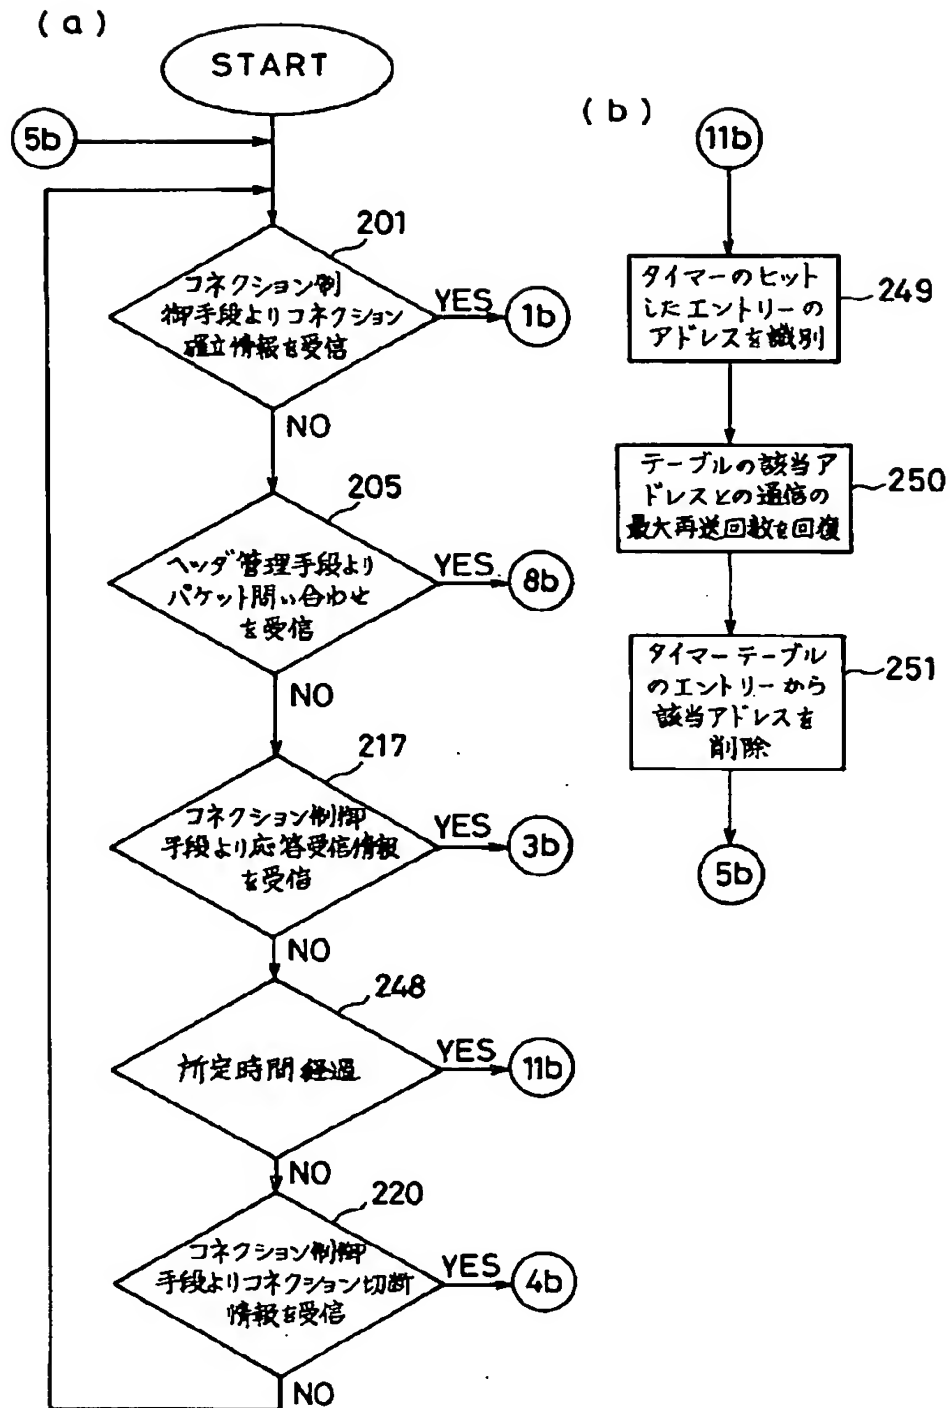 (a)
START
5b
201
コネクション制
御手段よりコネクション
確立情報を受信
YES
1b
NO
205
ヘッダ管理手段より
パケット問い合わせ
を受信
YES
8b
NO
217
コネクション制御
手段より応答受信情報
を受信
YES
3b
NO
248
所定時間経過
YES
11b
NO
220
コネクション制御
手段よりコネクション切断
情報を受信
YES
4b
NO
(b)
11b
タイマーのヒット
したエントリーの
アドレスを識別
249
テーブルの該当ア
ドレスとの通信の
最大再送回数を回復
250
タイマーテーブル
のエントリーから
該当アドレスを
削除
251
5b